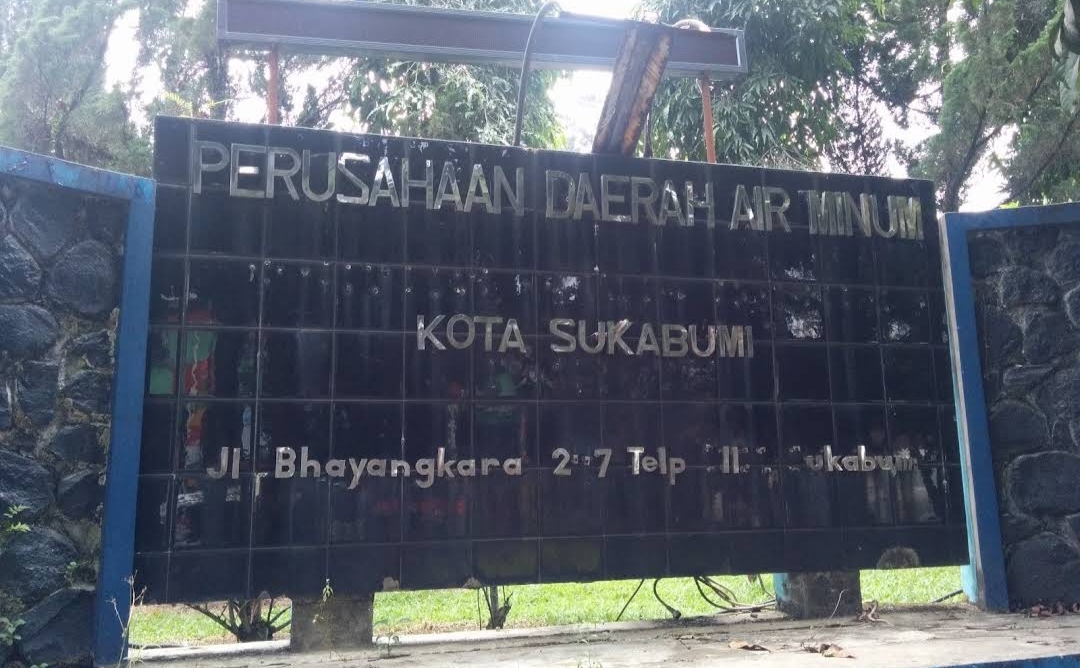 PERUSAHAAN DAERAH AIR MINUM
KOTA SUKABUMI
Jl. Bhayangkara Telp